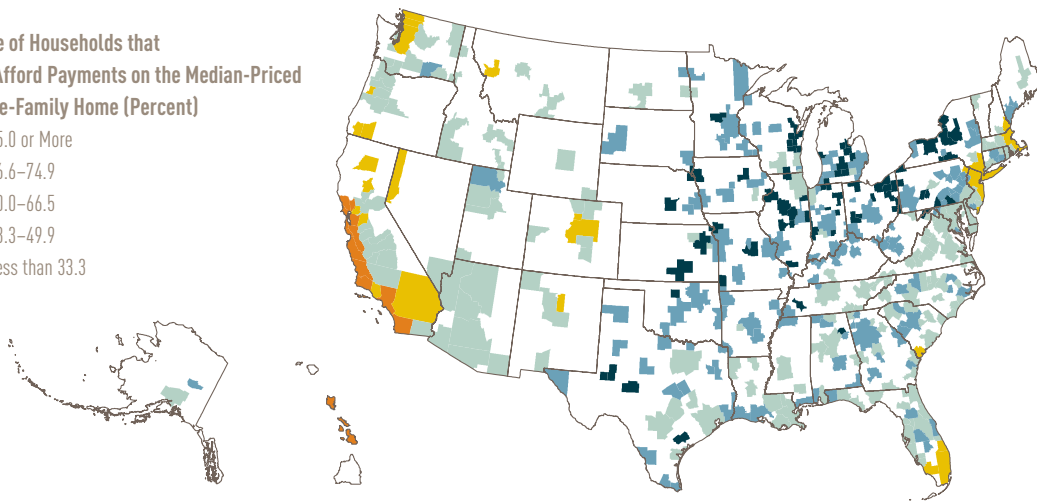 e of Households that
Afford Payments on the Median-Priced
e-Family Home (Percent)
5.0 or More
6.6–74.9
0.0–66.5
3.3–49.9
ess than 33.3